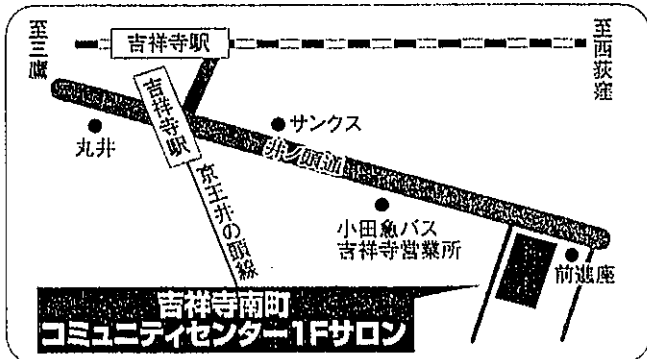 至三鷹
吉祥寺駅
至西荻窪
吉祥寺駅
サンクス
丸井
井ノ頭通
京王井の頭線
小田魚バス
吉祥寺営業所
前進座
吉祥寺南町
コミュニティセンター1Fサロン